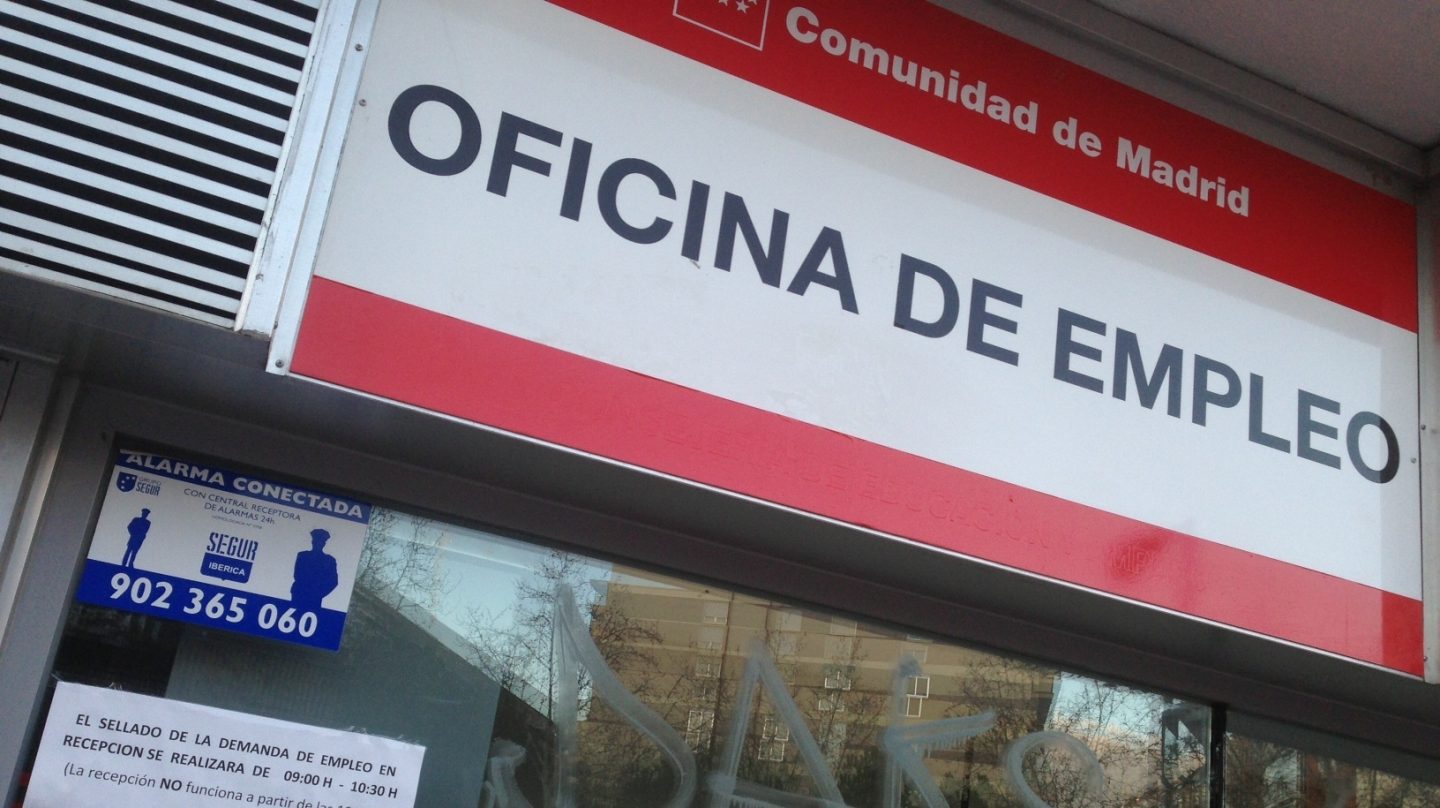 Comunidad de Madrid
OFICINA DE EMPLEO
ALARMA CONECTADA
GRUPO
SEGUR
CON CENTRAL RECEPTORA
DE ALARMAS 24h.
SEGUR
IBERICA
902 365 060
EL SELLADO DE LA DEMANDA DE EMPLEO EN
RECEPCION SE REALIZARA DE 09:00 H - 10:30 H
(La recepción NO funciona a partir de las